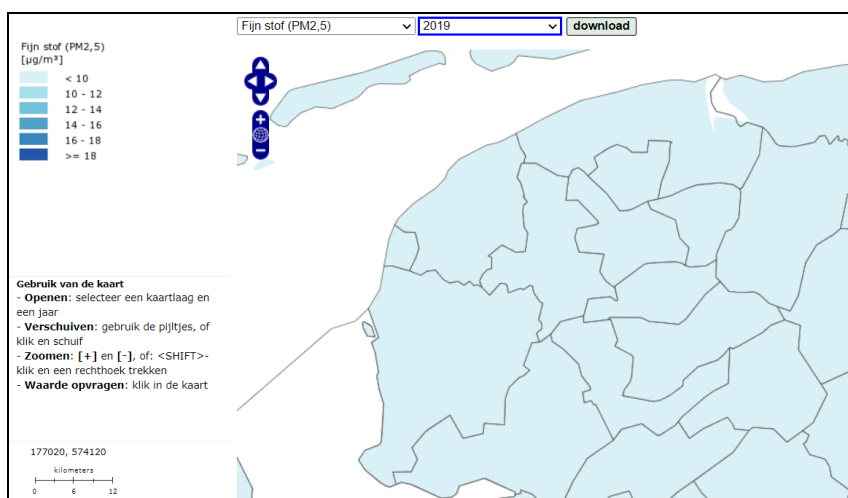 Fijn stof (PM2,5) 2019 download
Fijn stof (PM2,5)
[µg/m³]
< 10
10 - 12
12 - 14
14 - 16
16 - 18
>= 18
Gebruik van de kaart
- Openen: selecteer een kaartlaag en
een jaar
- Verschuiven: gebruik de pijltjes, of
klik en schuif
- Zoomen: [+] en [-], of: <SHIFT>-
klik en een rechthoek trekken
- Waarde opvragen: klik in de kaart
177020, 574120
kilometers
0 6 12